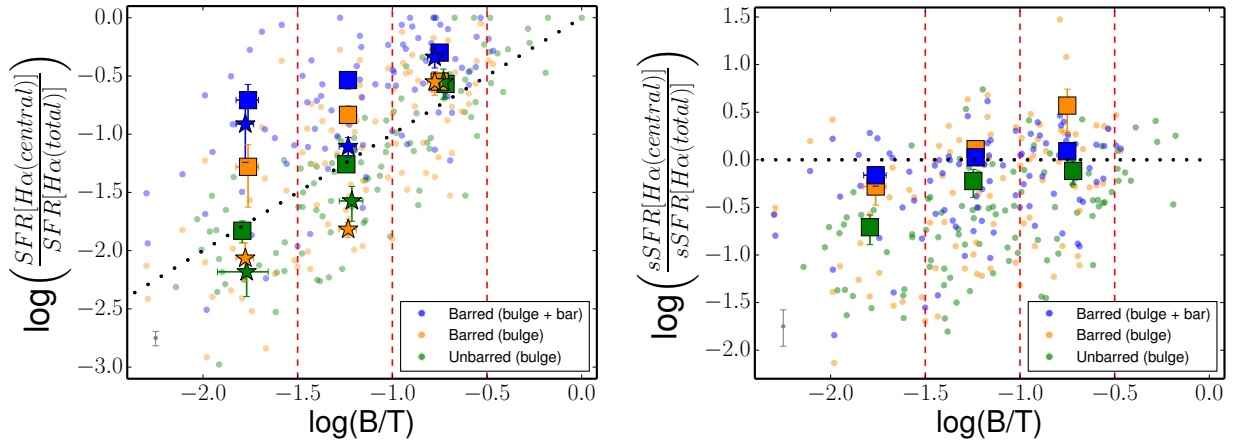 log( SFR[Hα(central))] / SFR[Hα(total)] )
0.0
−0.5
−1.0
−1.5
−2.0
−2.5
−3.0
Barred (bulge + bar)
Barred (bulge)
Unbarred (bulge)
−2.0 −1.5 −1.0 −0.5 0.0
log(B/T)
log( sSFR[Hα(central))] / sSFR[Hα(total)] )
1.5
1.0
0.5
0.0
−0.5
−1.0
−1.5
−2.0
Barred (bulge + bar)
Barred (bulge)
Unbarred (bulge)
−2.0 −1.5 −1.0 −0.5 0.0
log(B/T)